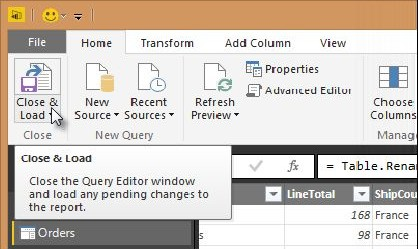 File Home Transform Add Column View
Close & Load
New Source
Recent Sources
Refresh Preview
Properties
Advanced Editor
Choose Columns
Close
New Query
Manag
Close & Load
Close the Query Editor window
and load any pending changes to
the report.
fx = Table.Rena
LineTotal ShipCou
168 France
s 98 France
Orders